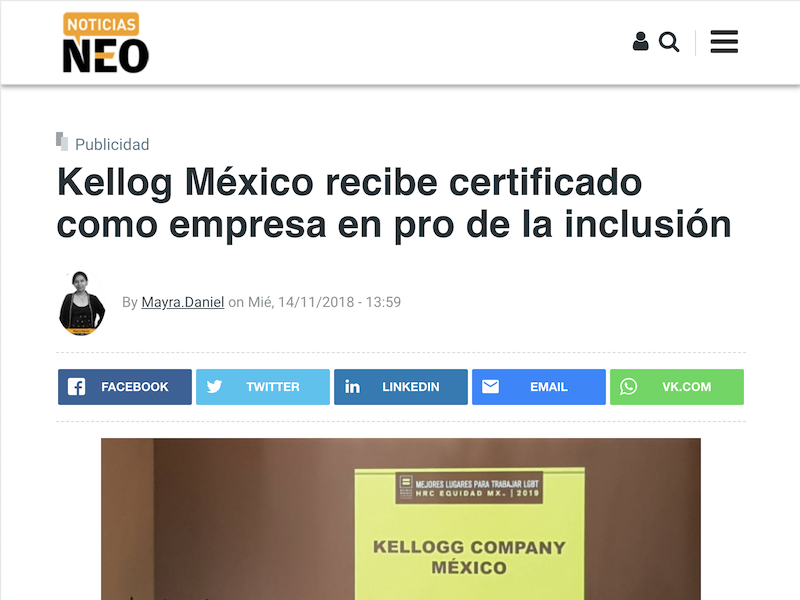 NOTICIAS
NEO
Publicidad
Kellog México recibe certificado
como empresa en pro de la inclusión
By Mayra.Daniel on Mié, 14/11/2018 - 13:59
FACEBOOK
TWITTER
LINKEDIN
EMAIL
VK.COM
MEJORES LUGARES PARA TRABAJAR LGBT
HRC EQUIDAD MX. | 2019
KELLOGG COMPANY
MÉXICO